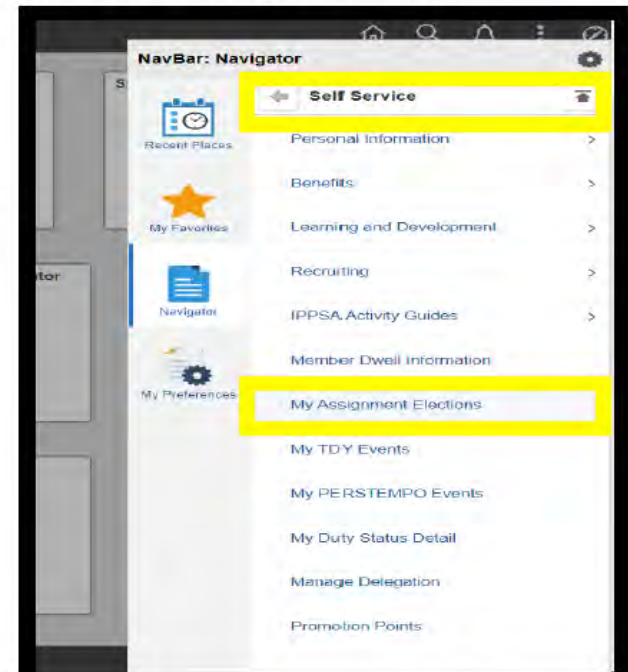 NavBar: Navigator
S
Self Service
Recent Places
Personal Information
Benefits
My Favorites
Learning and Development
tor
Recruiting
Navigator
IPPSA Activity Guides
Member Dwell Information
My Preferences
My Assignment Elections
My TDY Events
My PERSTEMPO Events
My Duty Status Detail
Manage Delegation
Promotion Points